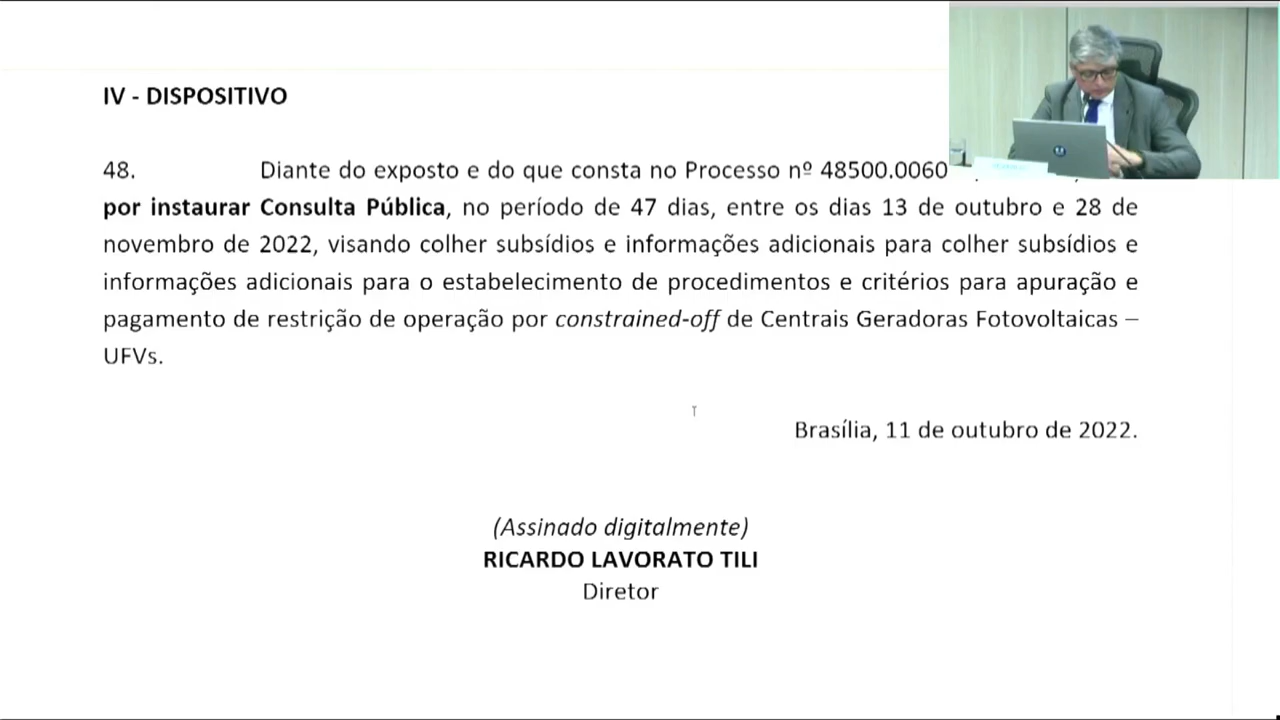 IV - DISPOSITIVO
48. Diante do exposto e do que consta no Processo nº 48500.0060
por instaurar Consulta Pública, no período de 47 dias, entre os dias 13 de outubro e 28 de
novembro de 2022, visando colher subsídios e informações adicionais para colher subsídios e
informações adicionais para o estabelecimento de procedimentos e critérios para apuração e
pagamento de restrição de operação por constrained-off de Centrais Geradoras Fotovoltaicas –
UFVs.
Brasília, 11 de outubro de 2022.
(Assinado digitalmente)
RICARDO LAVORATO TILI
Diretor